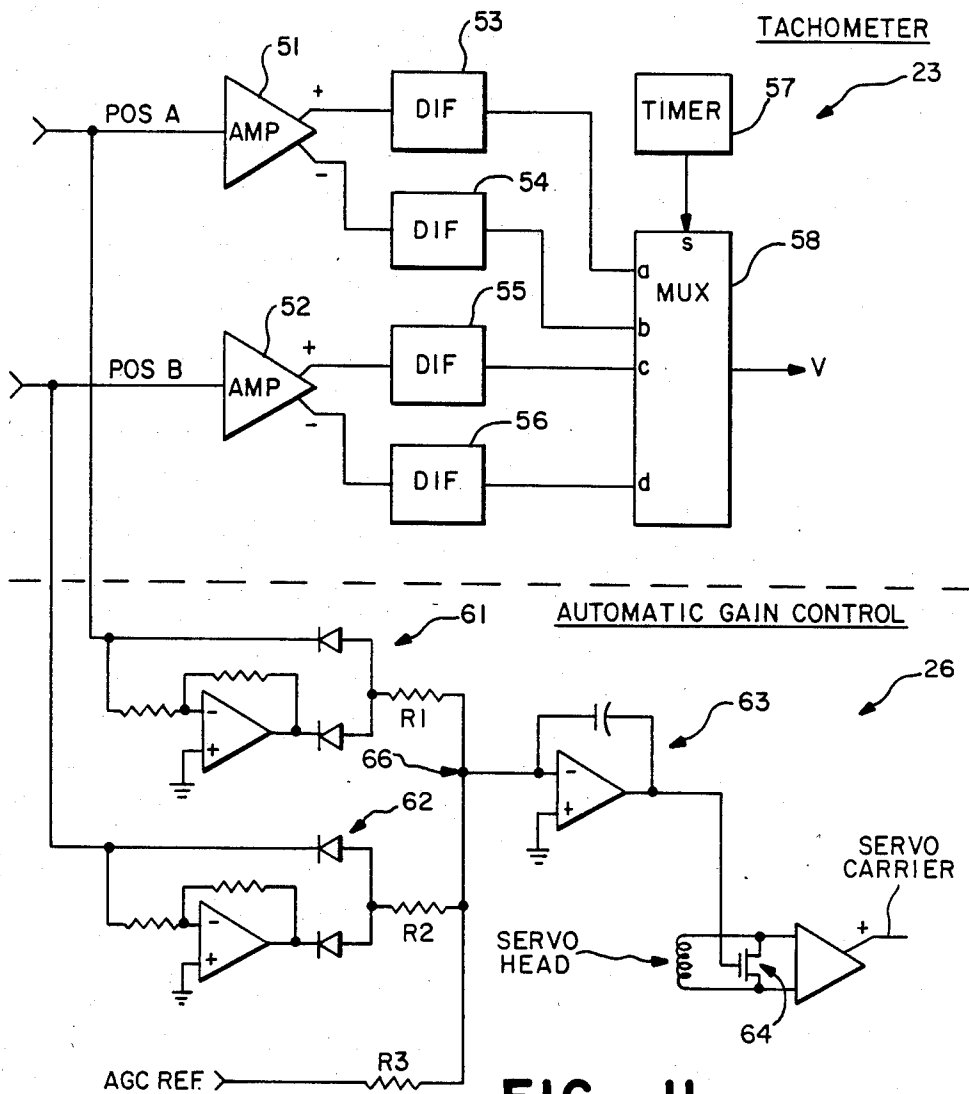 TACHOMETER
53
51
57
23
POS A
AMP
+
−
DIF
TIMER
54
DIF
58
S
a
MUX
b
c
d
V
52
55
POS B
AMP
+
−
DIF
56
DIF
AUTOMATIC GAIN CONTROL
61
26
−
+
R1
63
66
−
+
62
−
+
R2
SERVO
CARRIER
+
SERVO
HEAD
64
R3
AGC REF.
FIG. 11